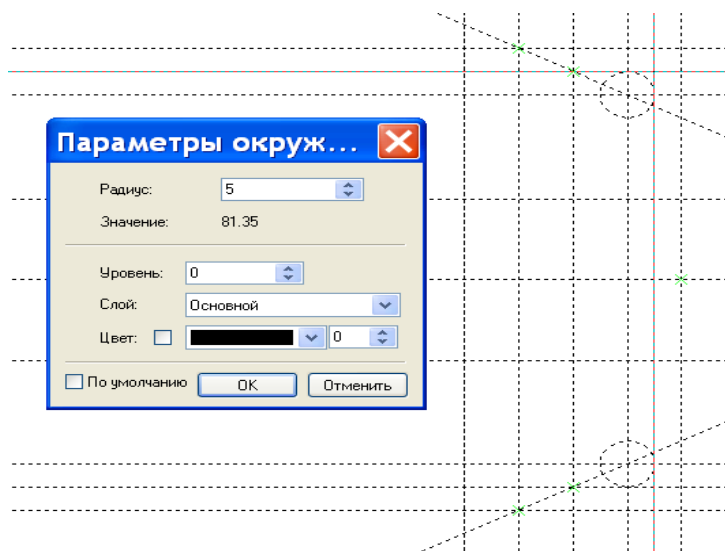 Параметры окруж...
Радиус: 5
Значение: 81.35
Уровень: 0
Слой: Основной
Цвет: 0
По умолчанию OK Отменить